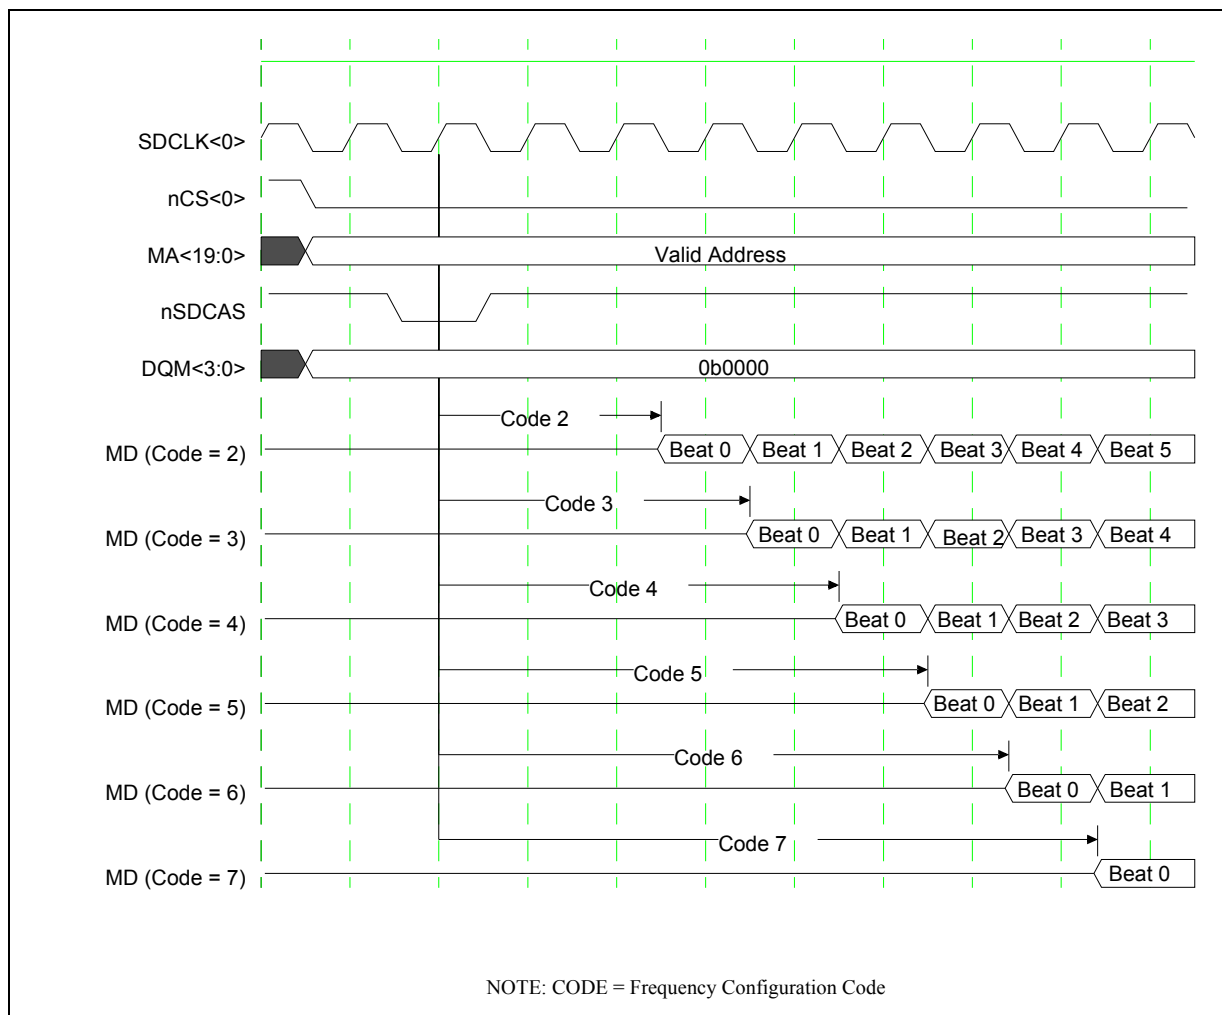 SDCLK<0>
nCS<0>
MA<19:0>
Valid Address
nSDCAS
DQM<3:0>
0b0000
Code 2
MD (Code = 2)
Beat 0 Beat 1 Beat 2 Beat 3 Beat 4 Beat 5
Code 3
MD (Code = 3)
Beat 0 Beat 1 Beat 2 Beat 3 Beat 4
Code 4
MD (Code = 4)
Beat 0 Beat 1 Beat 2 Beat 3
Code 5
MD (Code = 5)
Beat 0 Beat 1 Beat 2
Code 6
MD (Code = 6)
Beat 0 Beat 1
Code 7
MD (Code = 7)
Beat 0
NOTE: CODE = Frequency Configuration Code